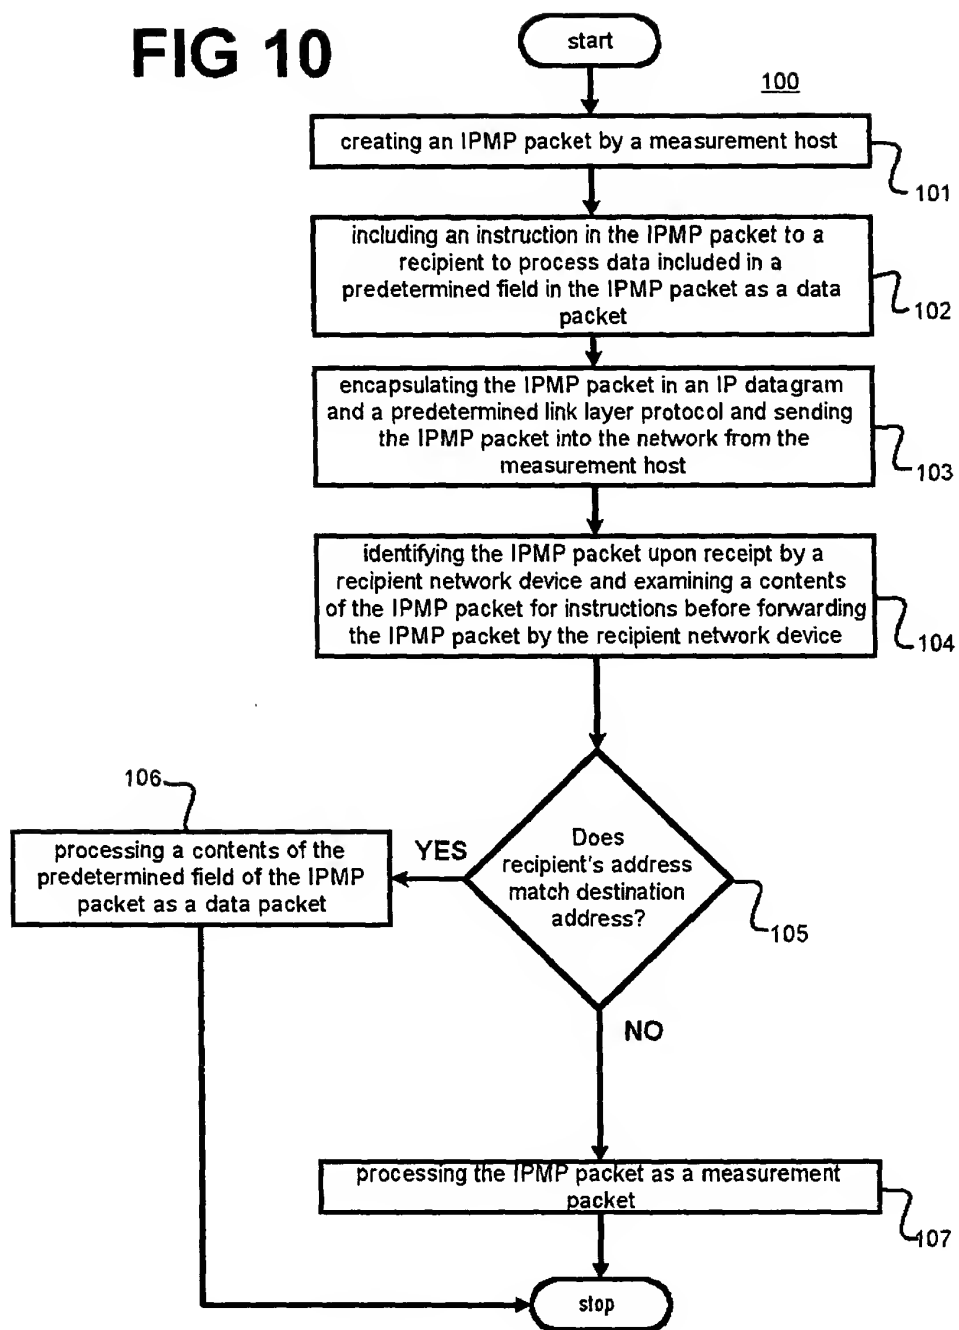 FIG 10
start
100
creating an IPMP packet by a measurement host
101
including an instruction in the IPMP packet to a
recipient to process data included in a
predetermined field in the IPMP packet as a data
packet
102
encapsulating the IPMP packet in an IP datagram
and a predetermined link layer protocol and sending
the IPMP packet into the network from the
measurement host
103
identifying the IPMP packet upon receipt by a
recipient network device and examining a contents
of the IPMP packet for instructions before forwarding
the IPMP packet by the recipient network device
104
106
processing a contents of the
predetermined field of the IPMP
packet as a data packet
YES
Does
recipient's address
match destination
address?
105
NO
processing the IPMP packet as a measurement
packet
107
stop